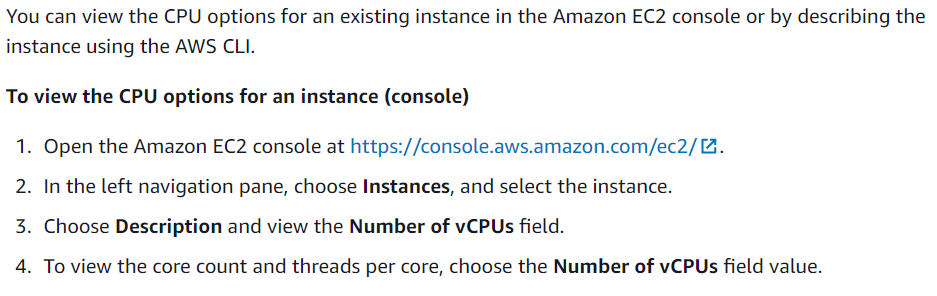 You can view the CPU options for an existing instance in the Amazon EC2 console or by describing the
instance using the AWS CLI.
To view the CPU options for an instance (console)
1. Open the Amazon EC2 console at https://console.aws.amazon.com/ec2/.
2. In the left navigation pane, choose Instances, and select the instance.
3. Choose Description and view the Number of vCPUs field.
4. To view the core count and threads per core, choose the Number of vCPUs field value.